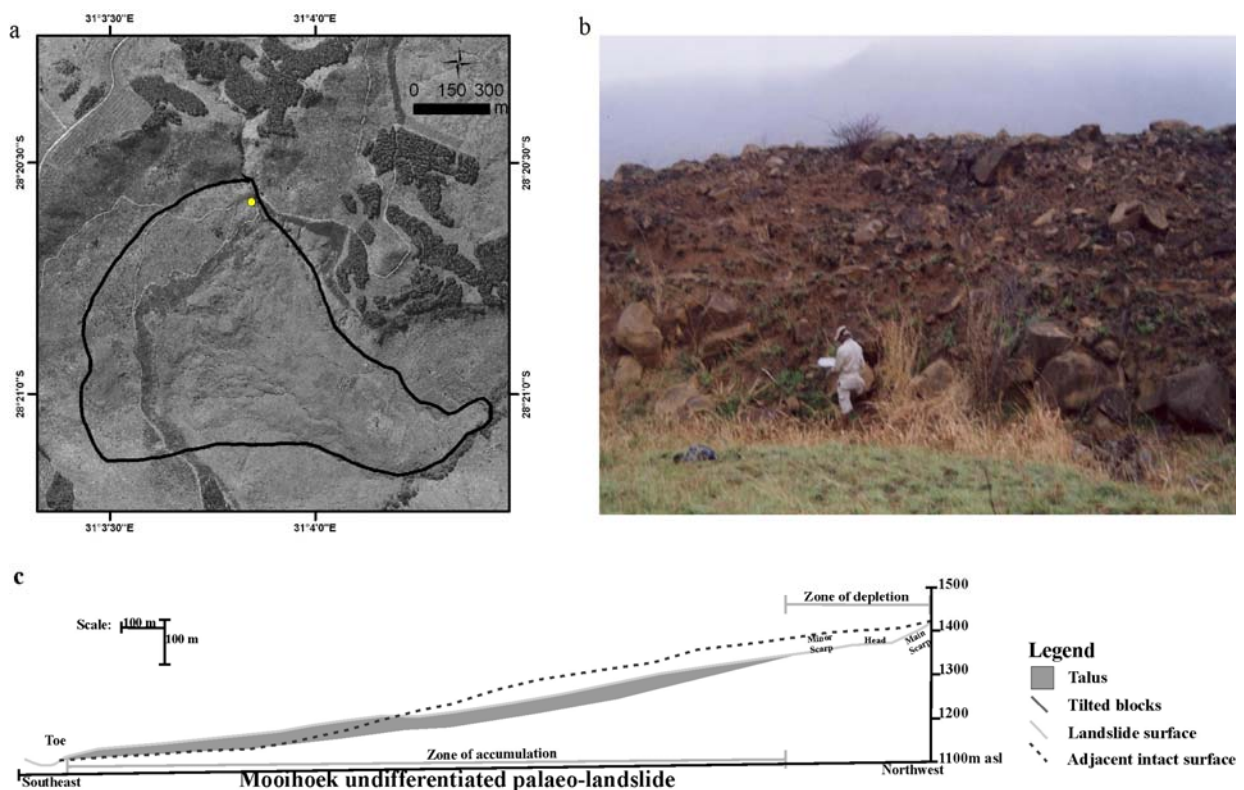 a
31°3'30"E 31°4'0"E
0 150 300
m
28°20'30"S 28°20'30"S
28°21'0"S 28°21'0"S
31°3'30"E 31°4'0"E
b
c
Scale: 100 m
100 m
Zone of depletion
1500
1400
1300
1200
1100m asl
Minor Scarp
Head
Main Scarp
Toe
Zone of accumulation
Southeast
Northwest
Mooihoek undifferentiated palaeo-landslide
Legend
Talus
Tilted blocks
Landslide surface
Adjacent intact surface